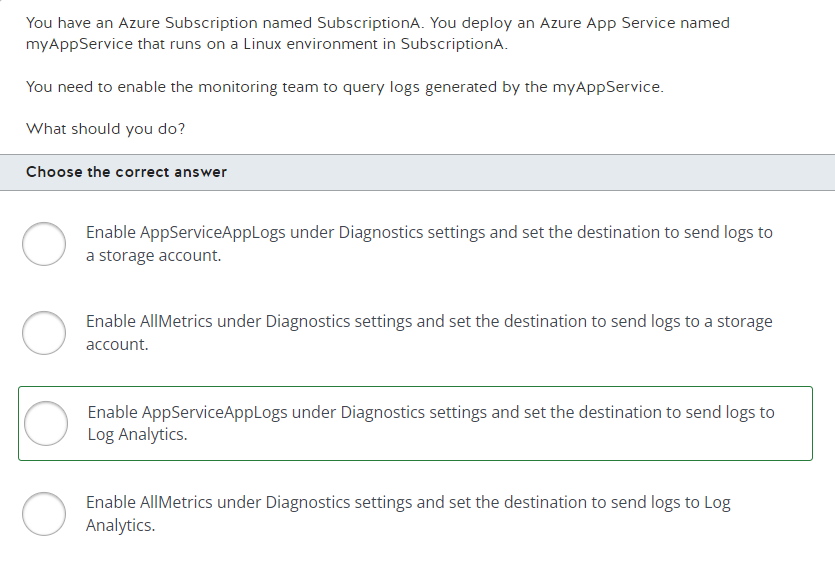 You have an Azure Subscription named SubscriptionA. You deploy an Azure App Service named
myAppService that runs on a Linux environment in SubscriptionA.
You need to enable the monitoring team to query logs generated by the myAppService.
What should you do?
Choose the correct answer
Enable AppServiceAppLogs under Diagnostics settings and set the destination to send logs to
a storage account.
Enable AllMetrics under Diagnostics settings and set the destination to send logs to a storage
account.
Enable AppServiceAppLogs under Diagnostics settings and set the destination to send logs to
Log Analytics.
Enable AllMetrics under Diagnostics settings and set the destination to send logs to Log
Analytics.